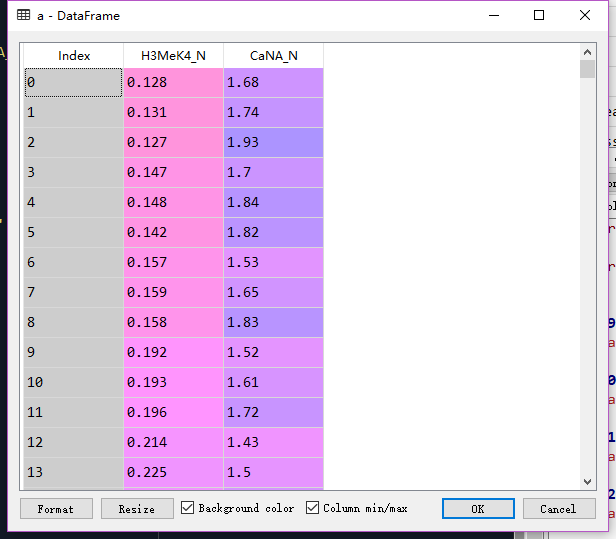 a - DataFrame
Index H3MeK4_N CaNA_N
0 0.128 1.68
1 0.131 1.74
2 0.127 1.93
3 0.147 1.7
4 0.148 1.84
5 0.142 1.82
6 0.157 1.53
7 0.159 1.65
8 0.158 1.83
9 0.192 1.52
10 0.193 1.61
11 0.196 1.72
12 0.214 1.43
13 0.225 1.5
Format Resize Background color Column min/max OK Cancel